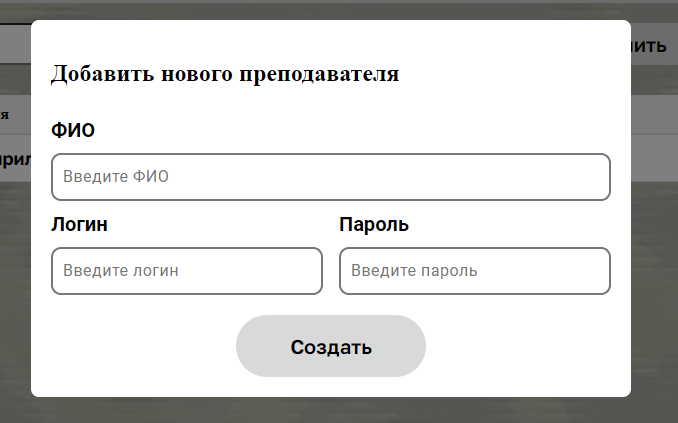 Добавить нового преподавателя
ФИО
Введите ФИО
Логин Пароль
Введите логин Введите пароль
Создать